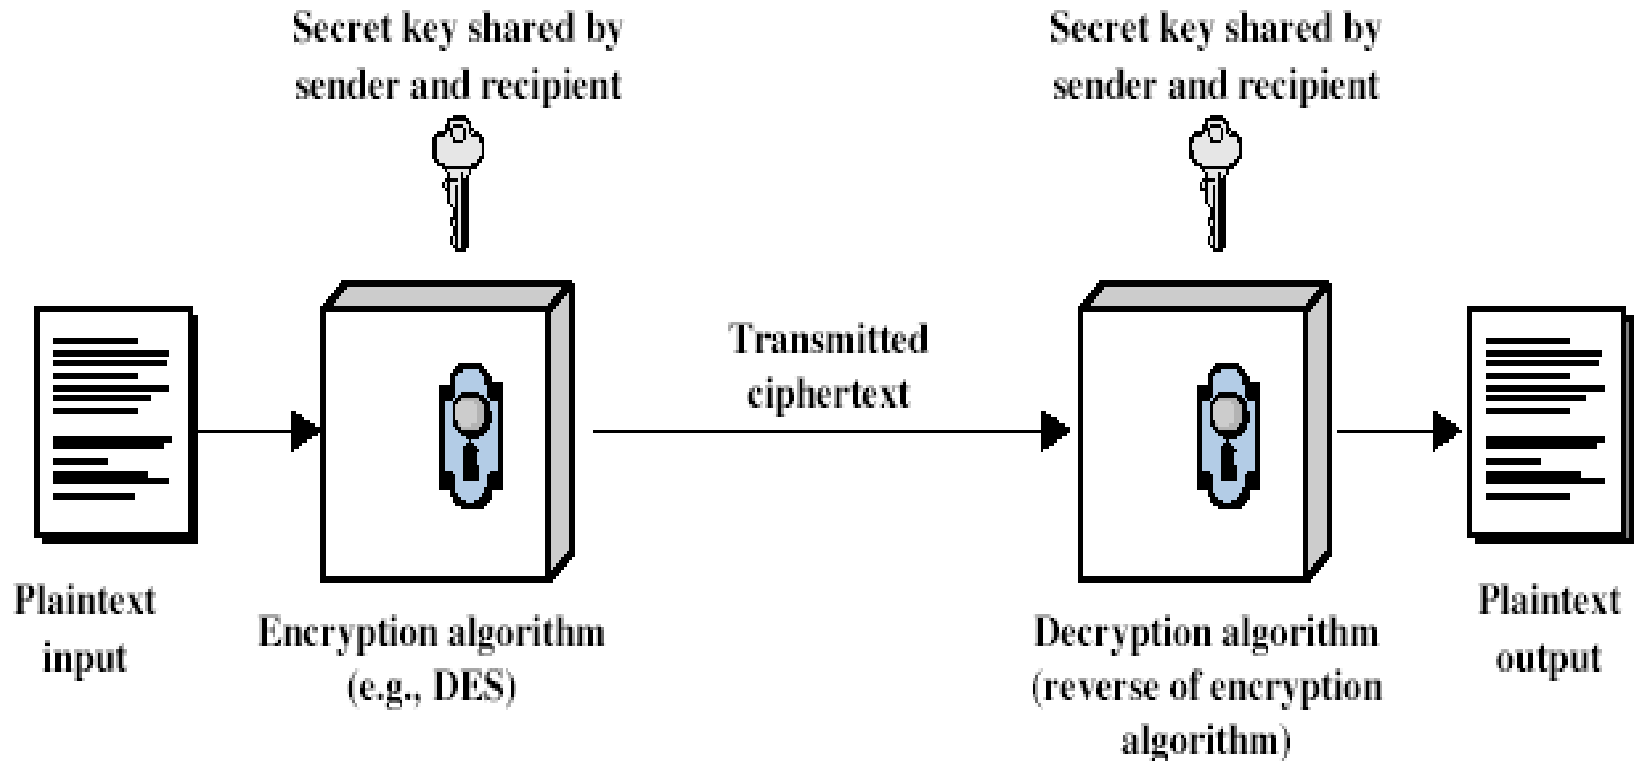 Secret key shared by
sender and recipient
Secret key shared by
sender and recipient
Transmitted
ciphertext
Plaintext
input
Encryption algorithm
(e.g., DES)
Decryption algorithm
(reverse of encryption
algorithm)
Plaintext
output